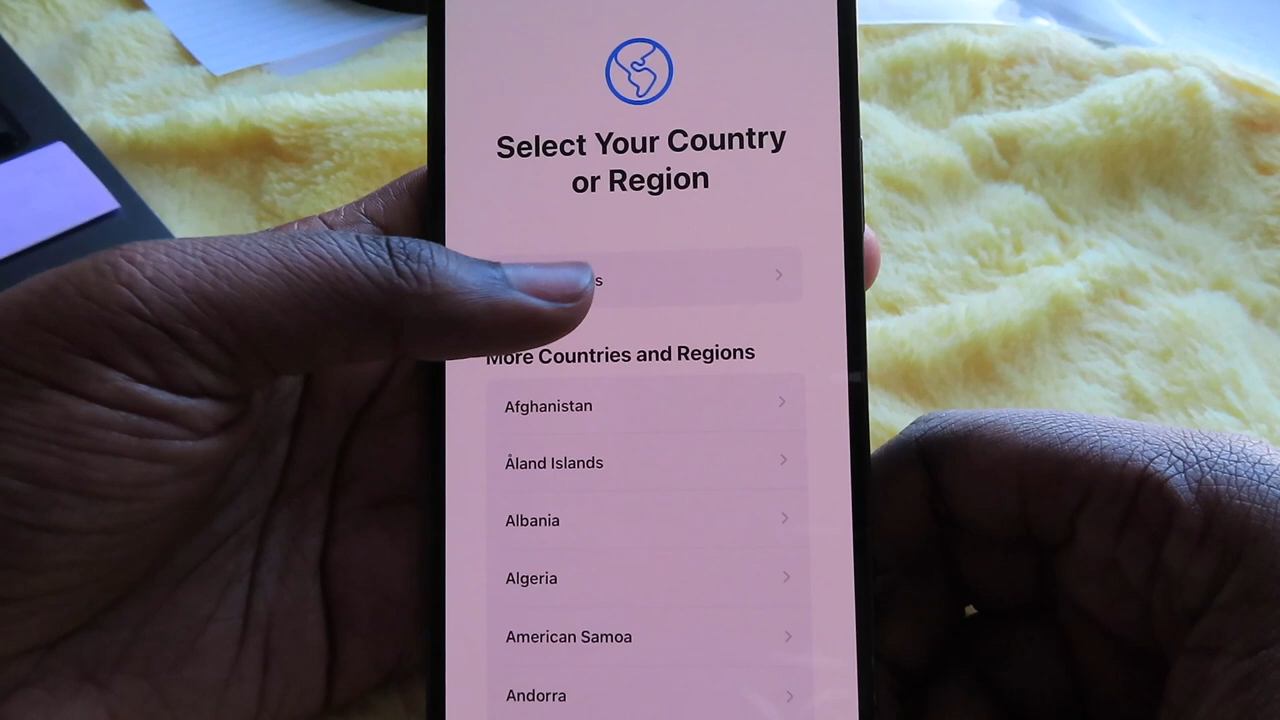 Select Your Country
or Region
More Countries and Regions
Afghanistan
Åland Islands
Albania
Algeria
American Samoa
Andorra